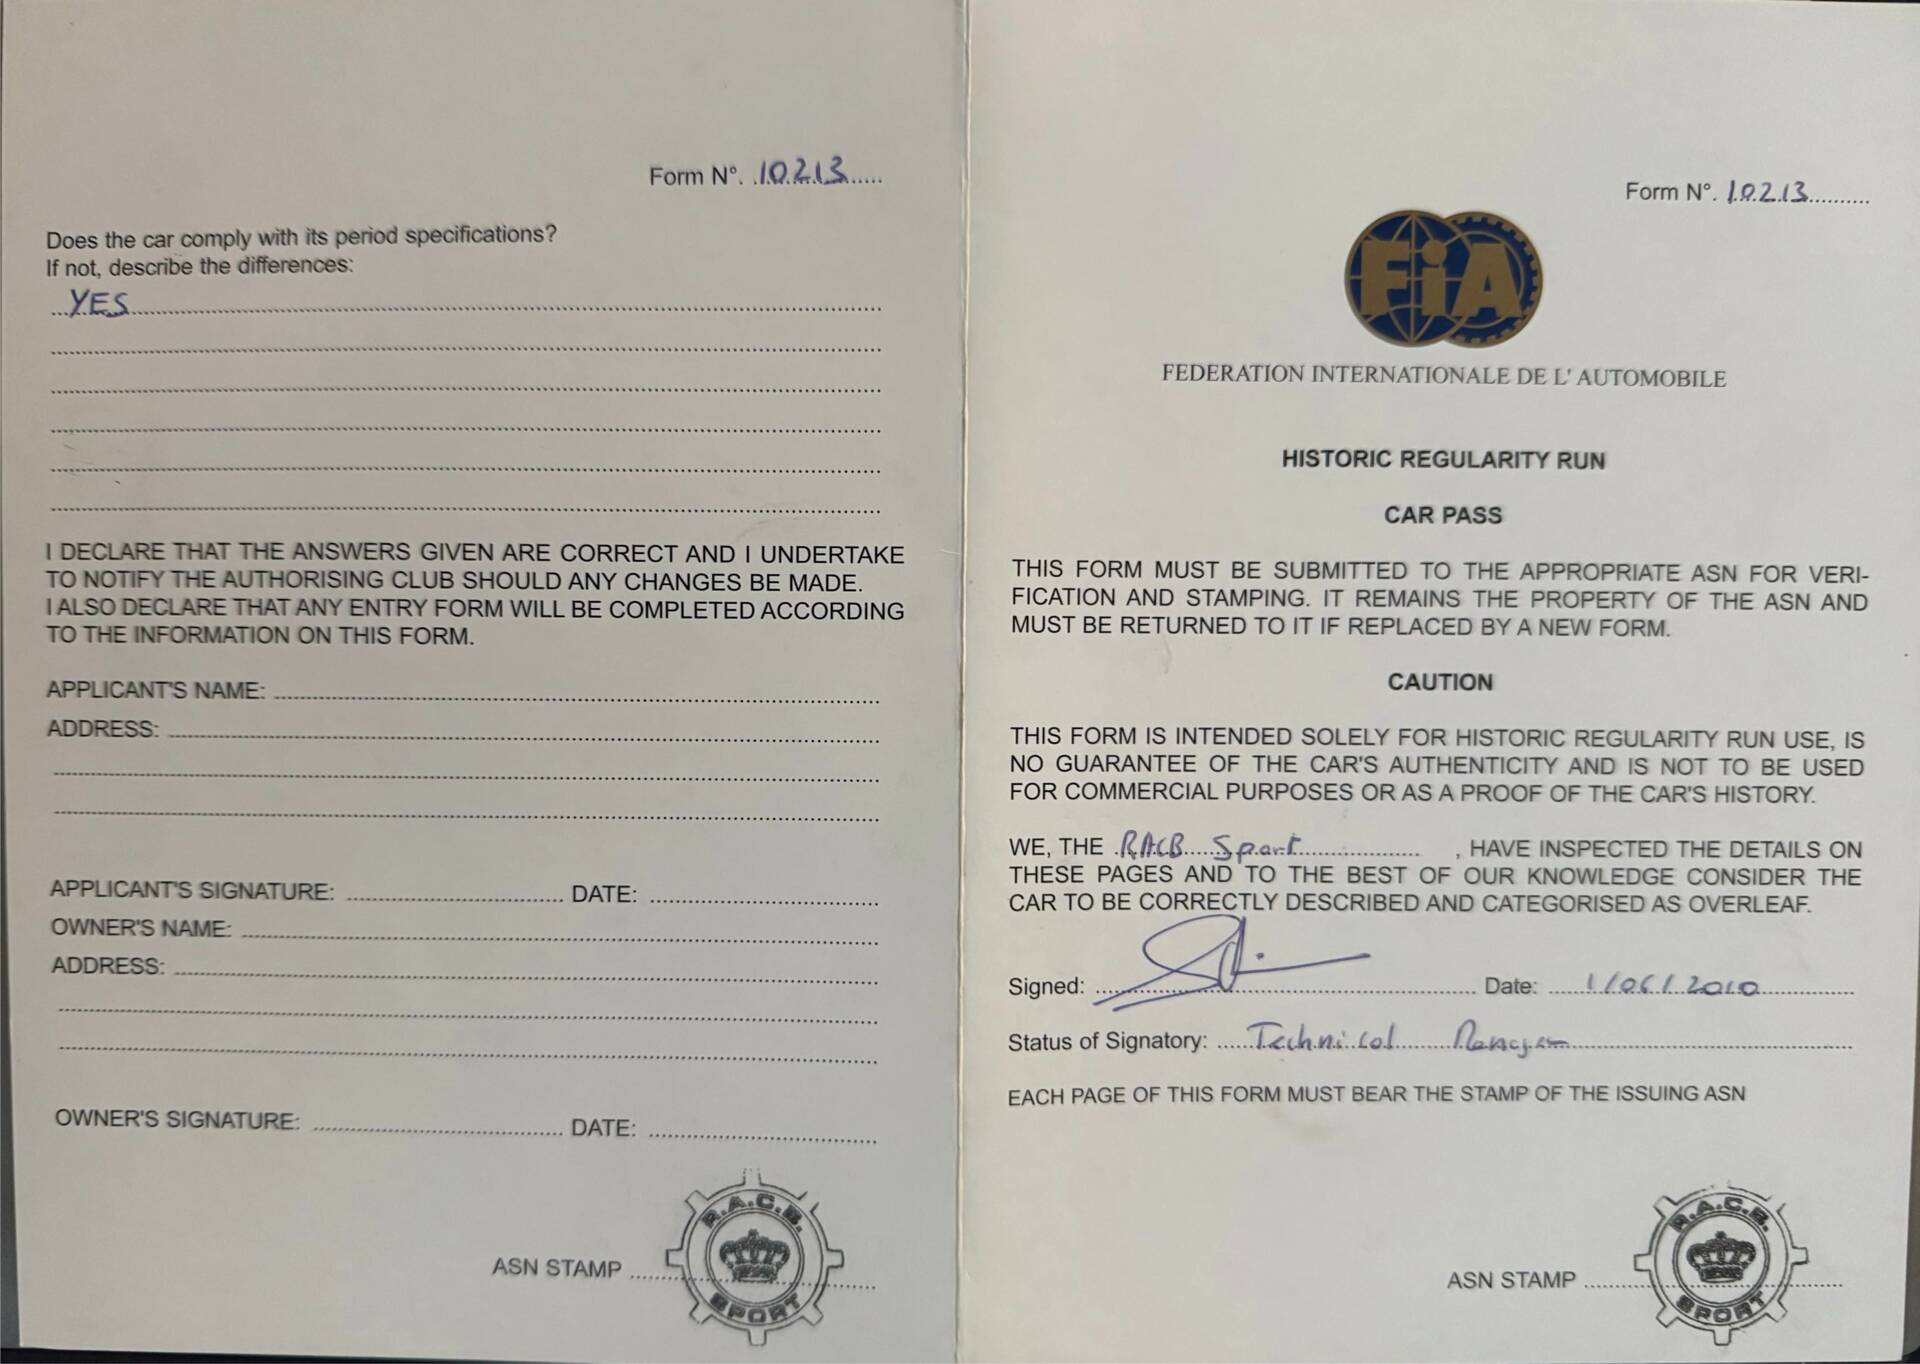 Form N°. 10213
Does the car comply with its period specifications?
If not, describe the differences:
YES
I DECLARE THAT THE ANSWERS GIVEN ARE CORRECT AND I UNDERTAKE
TO NOTIFY THE AUTHORISING CLUB SHOULD ANY CHANGES BE MADE.
I ALSO DECLARE THAT ANY ENTRY FORM WILL BE COMPLETED ACCORDING
TO THE INFORMATION ON THIS FORM.
APPLICANT'S NAME:
ADDRESS:
APPLICANT'S SIGNATURE: DATE:
OWNER'S NAME:
ADDRESS:
OWNER'S SIGNATURE: DATE:
ASN STAMP
R.A.C.B.
SPORT
Form N°. 10213
FiA
FEDERATION INTERNATIONALE DE L' AUTOMOBILE
HISTORIC REGULARITY RUN
CAR PASS
THIS FORM MUST BE SUBMITTED TO THE APPROPRIATE ASN FOR VERI-
FICATION AND STAMPING. IT REMAINS THE PROPERTY OF THE ASN AND
MUST BE RETURNED TO IT IF REPLACED BY A NEW FORM.
CAUTION
THIS FORM IS INTENDED SOLELY FOR HISTORIC REGULARITY RUN USE, IS
NO GUARANTEE OF THE CAR'S AUTHENTICITY AND IS NOT TO BE USED
FOR COMMERCIAL PURPOSES OR AS A PROOF OF THE CAR'S HISTORY.
WE, THE RACB Sport , HAVE INSPECTED THE DETAILS ON
THESE PAGES AND TO THE BEST OF OUR KNOWLEDGE CONSIDER THE
CAR TO BE CORRECTLY DESCRIBED AND CATEGORISED AS OVERLEAF.
Signed: Date: 1/06/2010
Status of Signatory: Technical Manager
EACH PAGE OF THIS FORM MUST BEAR THE STAMP OF THE ISSUING ASN
ASN STAMP
R.A.C.B.
SPORT